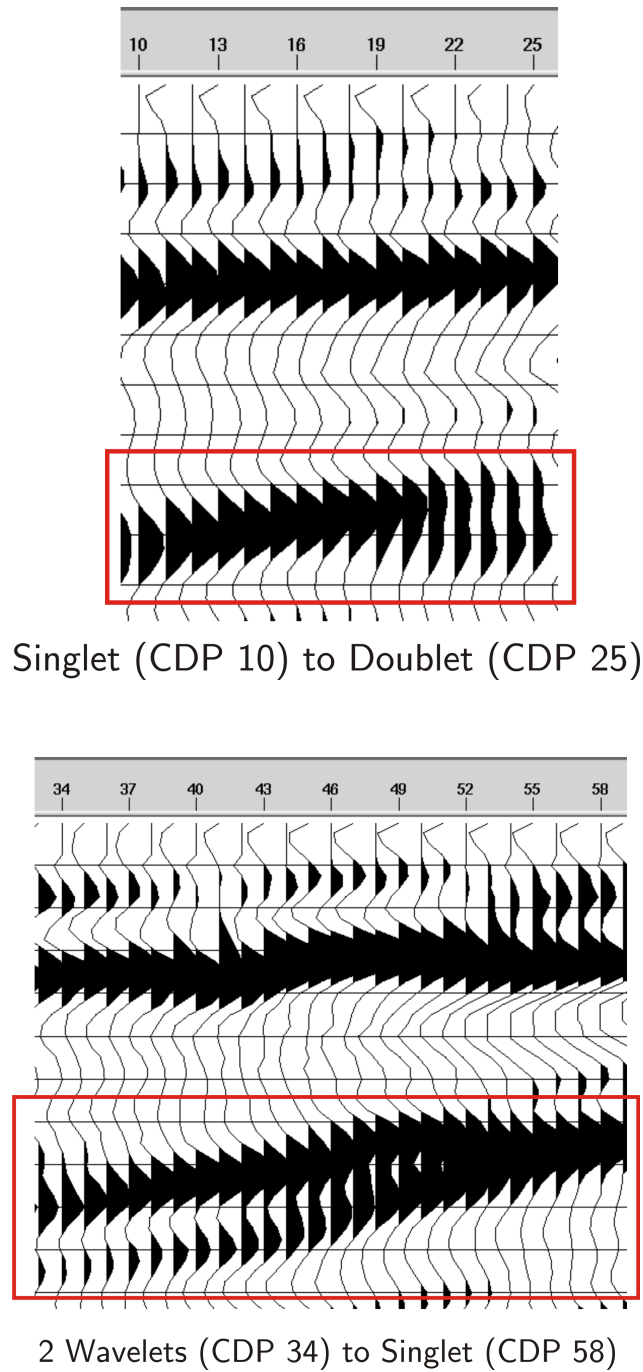 10 13 16 19 22 25
Singlet (CDP 10) to Doublet (CDP 25)
34 37 40 43 46 49 52 55 58
2 Wavelets (CDP 34) to Singlet (CDP 58)